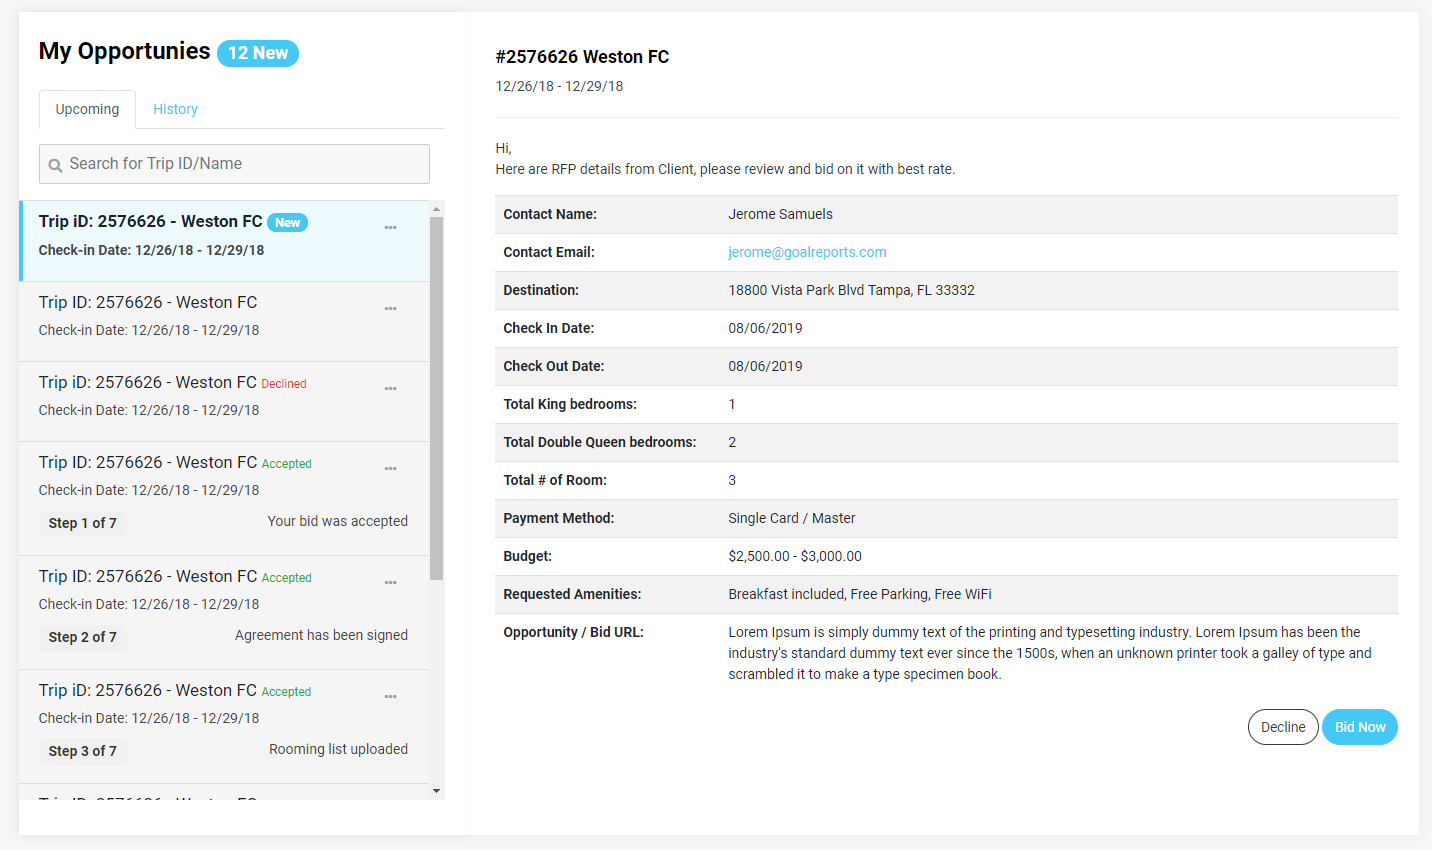 My Opportunies 12 New
Upcoming
History
Search for Trip ID/Name
Trip iD: 2576626 - Weston FC New
Check-in Date: 12/26/18 - 12/29/18
Trip ID: 2576626 - Weston FC
Check-in Date: 12/26/18 - 12/29/18
Trip iD: 2576626 - Weston FC Declined
Check-in Date: 12/26/18 - 12/29/18
Trip ID: 2576626 - Weston FC Accepted
Check-in Date: 12/26/18 - 12/29/18
Step 1 of 7 Your bid was accepted
Trip ID: 2576626 - Weston FC Accepted
Check-in Date: 12/26/18 - 12/29/18
Step 2 of 7 Agreement has been signed
Trip iD: 2576626 - Weston FC Accepted
Check-in Date: 12/26/18 - 12/29/18
Step 3 of 7 Rooming list uploaded
#2576626 Weston FC
12/26/18 - 12/29/18
Hi,
Here are RFP details from Client, please review and bid on it with best rate.
Contact Name: Jerome Samuels
Contact Email: jerome@goalreports.com
Destination: 18800 Vista Park Blvd Tampa, FL 33332
Check In Date: 08/06/2019
Check Out Date: 08/06/2019
Total King bedrooms: 1
Total Double Queen bedrooms: 2
Total # of Room: 3
Payment Method: Single Card / Master
Budget: $2,500.00 - $3,000.00
Requested Amenities: Breakfast included, Free Parking, Free WiFi
Opportunity / Bid URL: Lorem Ipsum is simply dummy text of the printing and typesetting industry. Lorem Ipsum has been the
industry's standard dummy text ever since the 1500s, when an unknown printer took a galley of type and
scrambled it to make a type specimen book.
Decline
Bid Now